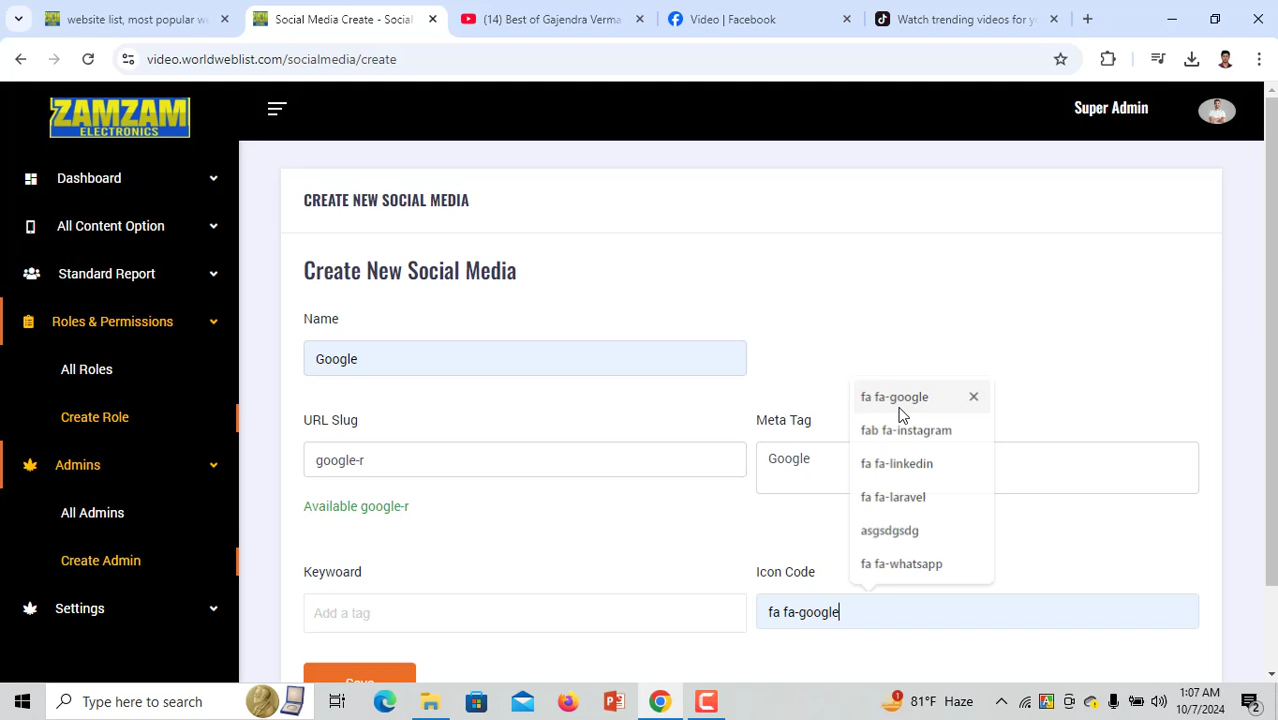 website list, most popular we
Social Media Create - Social
(14) Best of Gajendra Verma
Video | Facebook
Watch trending videos for y
video.worldweblist.com/socialmedia/create
ZAMZAM
ELECTRONICS
Super Admin
Dashboard
All Content Option
Standard Report
Roles & Permissions
All Roles
Create Role
Admins
All Admins
Create Admin
Settings
CREATE NEW SOCIAL MEDIA
Create New Social Media
Name
Google
URL Slug
google-r
Available google-r
Meta Tag
Google
fa fa-google
fab fa-instagram
fa fa-linkedin
fa fa-laravel
asgsdgsdg
fa fa-whatsapp
Keywoard
Add a tag
Icon Code
fa fa-google
Save
Type here to search
1
81°F Haze
1:07 AM
10/7/2024
2